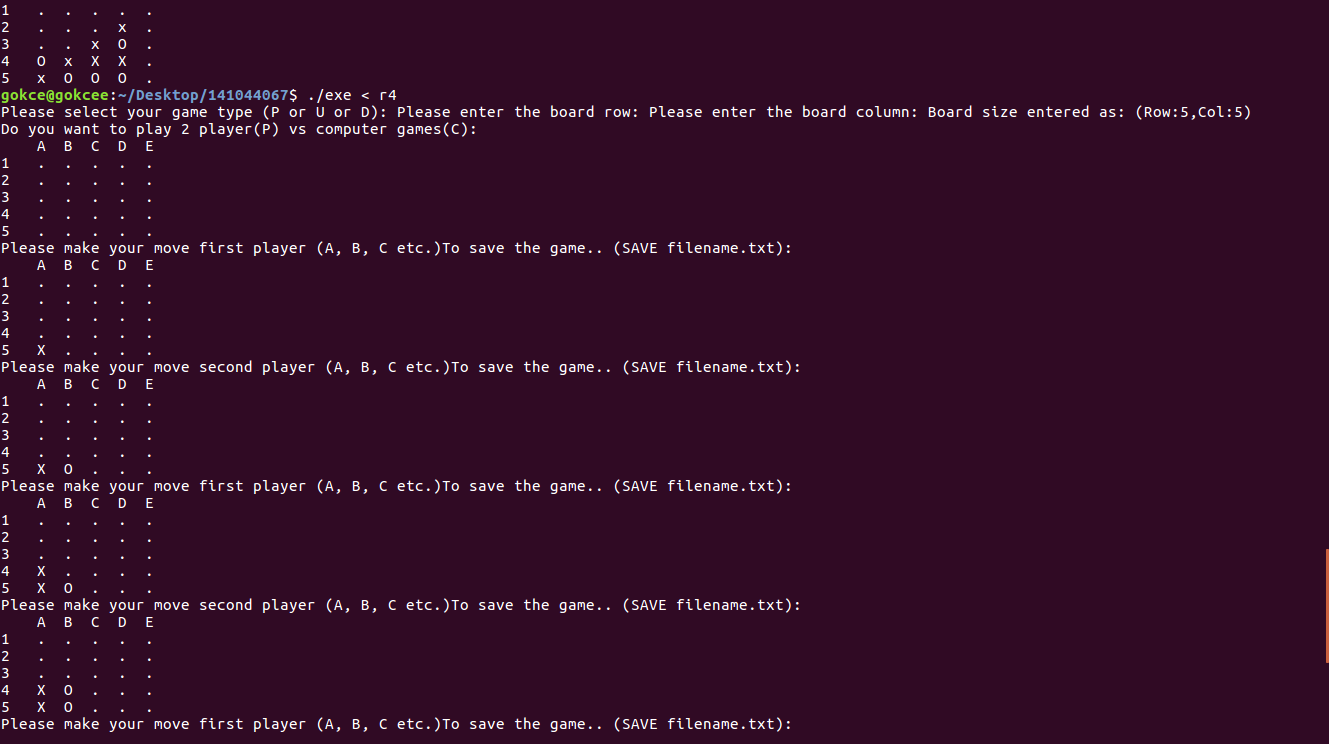 1   .  .  .  .  .
2   .  .  .  x  .
3   .  .  x  O  .
4   O  x  X  X  .
5   x  O  O  O  .
gokce@gokcee:~/Desktop/141044067$ ./exe < r4
Please select your game type (P or U or D): Please enter the board row: Please enter the board column: Board size entered as: (Row:5,Col:5)
Do you want to play 2 player(P) vs computer games(C):
    A  B  C  D  E
1   .  .  .  .  .
2   .  .  .  .  .
3   .  .  .  .  .
4   .  .  .  .  .
5   .  .  .  .  .
Please make your move first player (A, B, C etc.)To save the game.. (SAVE filename.txt):
    A  B  C  D  E
1   .  .  .  .  .
2   .  .  .  .  .
3   .  .  .  .  .
4   .  .  .  .  .
5   X  .  .  .  .
Please make your move second player (A, B, C etc.)To save the game.. (SAVE filename.txt):
    A  B  C  D  E
1   .  .  .  .  .
2   .  .  .  .  .
3   .  .  .  .  .
4   .  .  .  .  .
5   X  O  .  .  .
Please make your move first player (A, B, C etc.)To save the game.. (SAVE filename.txt):
    A  B  C  D  E
1   .  .  .  .  .
2   .  .  .  .  .
3   .  .  .  .  .
4   X  .  .  .  .
5   X  O  .  .  .
Please make your move second player (A, B, C etc.)To save the game.. (SAVE filename.txt):
    A  B  C  D  E
1   .  .  .  .  .
2   .  .  .  .  .
3   .  .  .  .  .
4   X  O  .  .  .
5   X  O  .  .  .
Please make your move first player (A, B, C etc.)To save the game.. (SAVE filename.txt):